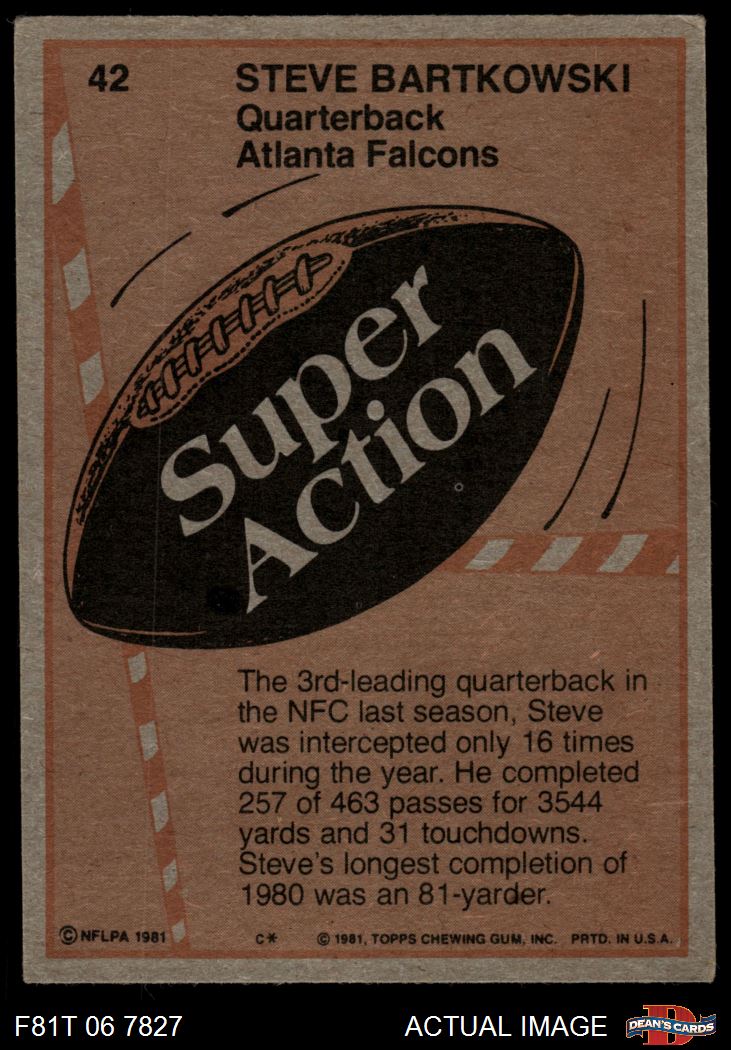 42
STEVE BARTKOWSKI
Quarterback
Atlanta Falcons
Super
Action
The 3rd-leading quarterback in
the NFC last season, Steve
was intercepted only 16 times
during the year. He completed
257 of 463 passes for 3544
yards and 31 touchdowns.
Steve's longest completion of
1980 was an 81-yarder.
© NFLPA 1981 C* © 1981, TOPPS CHEWING GUM, INC. PRTD. IN U.S.A.
F81T 06 7827 ACTUAL IMAGE D DEAN'S CARDS